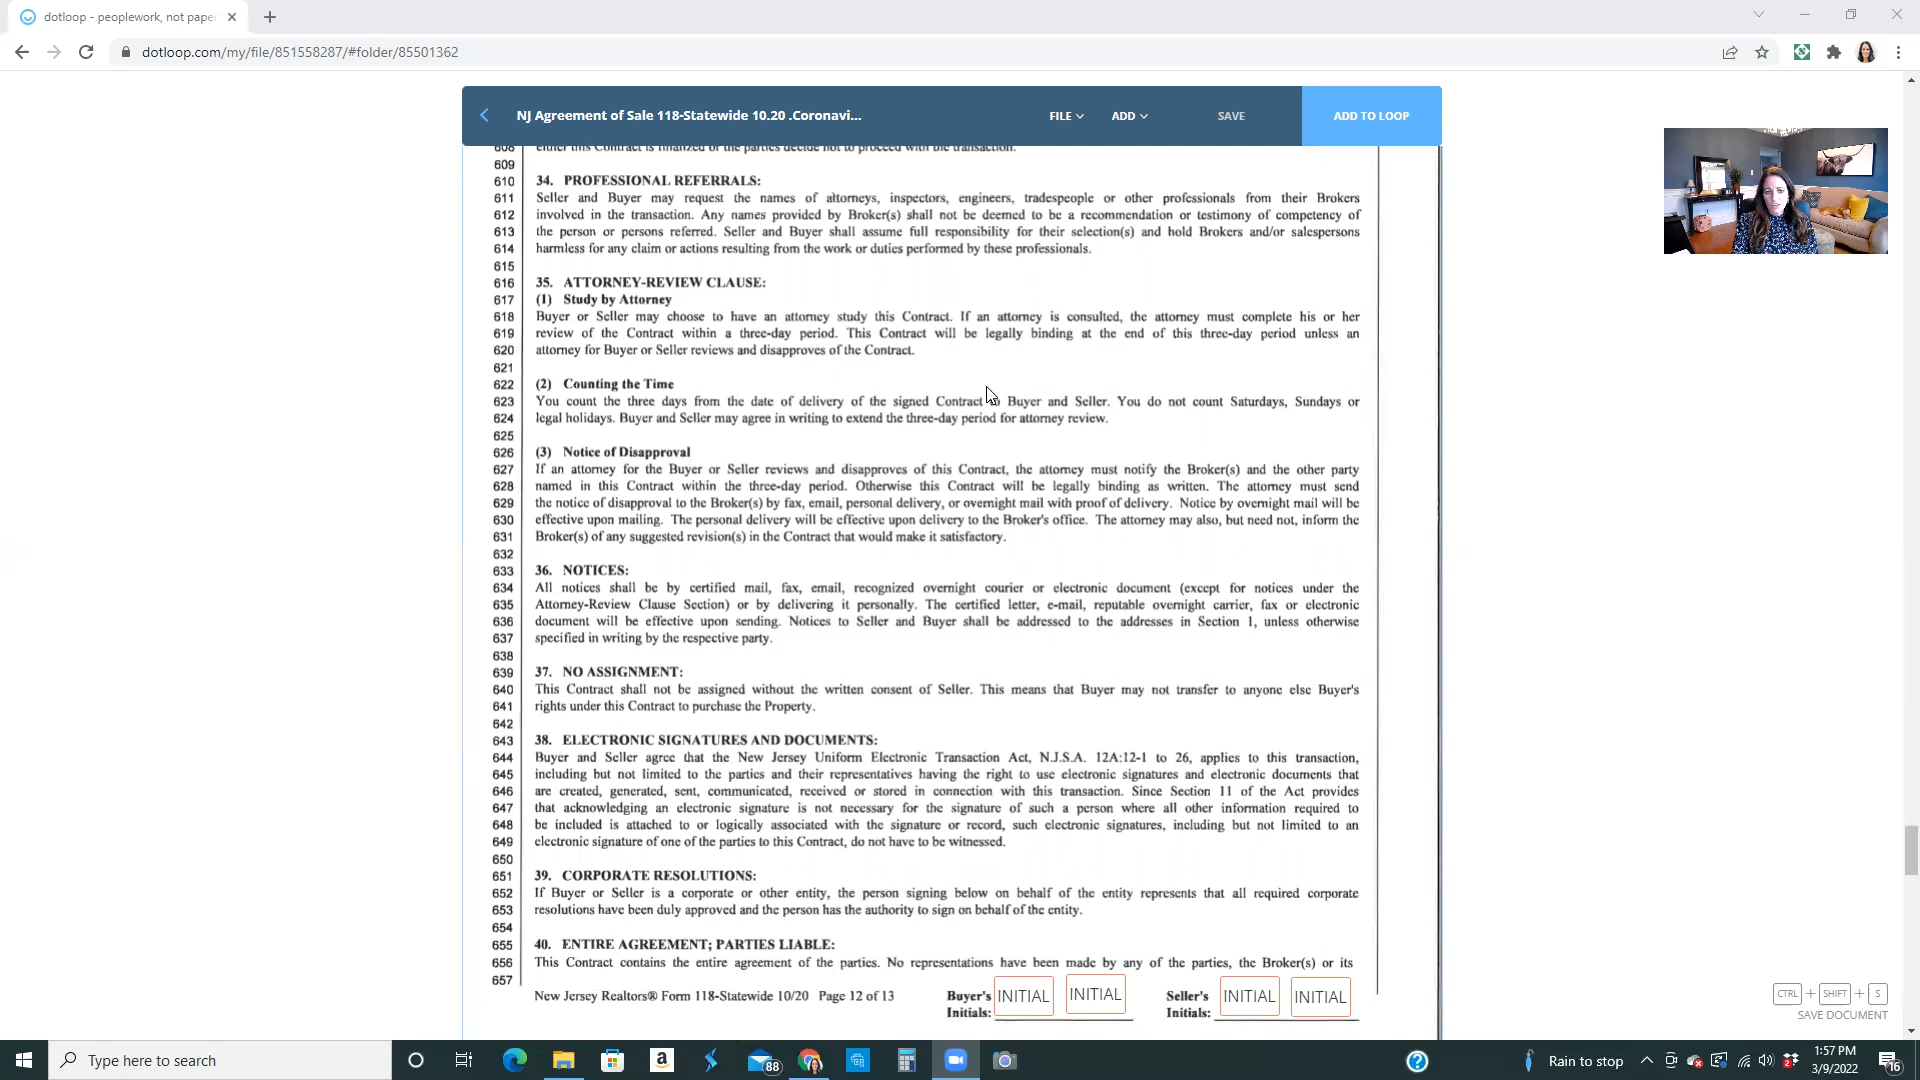 dotloop - peoplework, not pape
dotloop.com/my/file/851558287/#folder/85501362
NJ Agreement of Sale 118-Statewide 10.20 .Coronavi...
FILE
ADD
SAVE
ADD TO LOOP
608 either this Contract is finalized or the parties decide not to proceed with the transaction.
609
610 34. PROFESSIONAL REFERRALS:
611 Seller and Buyer may request the names of attorneys, inspectors, engineers, tradespeople or other professionals from their Brokers
612 involved in the transaction. Any names provided by Broker(s) shall not be deemed to be a recommendation or testimony of competency of
613 the person or persons referred. Seller and Buyer shall assume full responsibility for their selection(s) and hold Brokers and/or salespersons
614 harmless for any claim or actions resulting from the work or duties performed by these professionals.
615
616 35. ATTORNEY-REVIEW CLAUSE:
617 (1) Study by Attorney
618 Buyer or Seller may choose to have an attorney study this Contract. If an attorney is consulted, the attorney must complete his or her
619 review of the Contract within a three-day period. This Contract will be legally binding at the end of this three-day period unless an
620 attorney for Buyer or Seller reviews and disapproves of the Contract.
621
622 (2) Counting the Time
623 You count the three days from the date of delivery of the signed Contract Buyer and Seller. You do not count Saturdays, Sundays or
624 legal holidays. Buyer and Seller may agree in writing to extend the three-day period for attorney review.
625
626 (3) Notice of Disapproval
627 If an attorney for the Buyer or Seller reviews and disapproves of this Contract, the attorney must notify the Broker(s) and the other party
628 named in this Contract within the three-day period. Otherwise this Contract will be legally binding as written. The attorney must send
629 the notice of disapproval to the Broker(s) by fax, email, personal delivery, or overnight mail with proof of delivery. Notice by overnight mail will be
630 effective upon mailing. The personal delivery will be effective upon delivery to the Broker's office. The attorney may also, but need not, inform the
631 Broker(s) of any suggested revision(s) in the Contract that would make it satisfactory.
632
633 36. NOTICES:
634 All notices shall be by certified mail, fax, email, recognized overnight courier or electronic document (except for notices under the
635 Attorney-Review Clause Section) or by delivering it personally. The certified letter, e-mail, reputable overnight carrier, fax or electronic
636 document will be effective upon sending. Notices to Seller and Buyer shall be addressed to the addresses in Section 1, unless otherwise
637 specified in writing by the respective party.
638
639 37. NO ASSIGNMENT:
640 This Contract shall not be assigned without the written consent of Seller. This means that Buyer may not transfer to anyone else Buyer's
641 rights under this Contract to purchase the Property.
642
643 38. ELECTRONIC SIGNATURES AND DOCUMENTS:
644 Buyer and Seller agree that the New Jersey Uniform Electronic Transaction Act, N.J.S.A. 12A:12-1 to 26, applies to this transaction,
645 including but not limited to the parties and their representatives having the right to use electronic signatures and electronic documents that
646 are created, generated, sent, communicated, received or stored in connection with this transaction. Since Section 11 of the Act provides
647 that acknowledging an electronic signature is not necessary for the signature of such a person where all other information required to
648 be included is attached to or logically associated with the signature or record, such electronic signatures, including but not limited to an
649 electronic signature of one of the parties to this Contract, do not have to be witnessed.
650
651 39. CORPORATE RESOLUTIONS:
652 If Buyer or Seller is a corporate or other entity, the person signing below on behalf of the entity represents that all required corporate
653 resolutions have been duly approved and the person has the authority to sign on behalf of the entity.
654
655 40. ENTIRE AGREEMENT; PARTIES LIABLE:
656 This Contract contains the entire agreement of the parties. No representations have been made by any of the parties, the Broker(s) or its
657
New Jersey Realtors® Form 118-Statewide 10/20 Page 12 of 13
Buyer's Initials: INITIAL INITIAL
Seller's Initials: INITIAL INITIAL
CTRL + SHIFT + S
SAVE DOCUMENT
Type here to search
88
Rain to stop
2
1:57 PM
3/9/2022
16